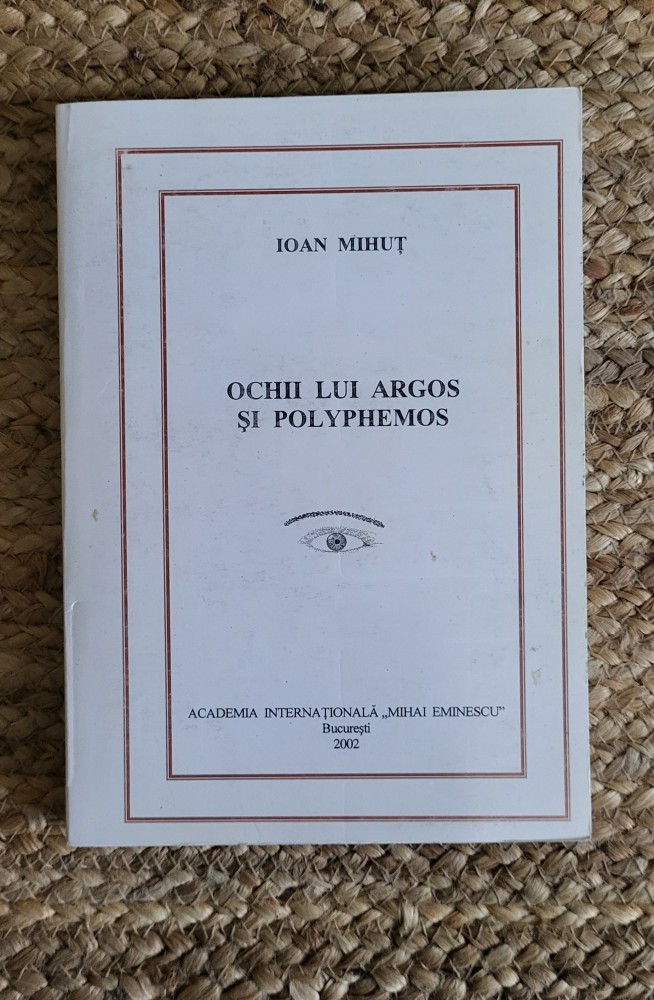 IOAN MIHUȚ
OCHII LUI ARGOS
ȘI POLYPHEMOS
ACADEMIA INTERNAȚIONALĂ „MIHAI EMINESCU”
București
2002